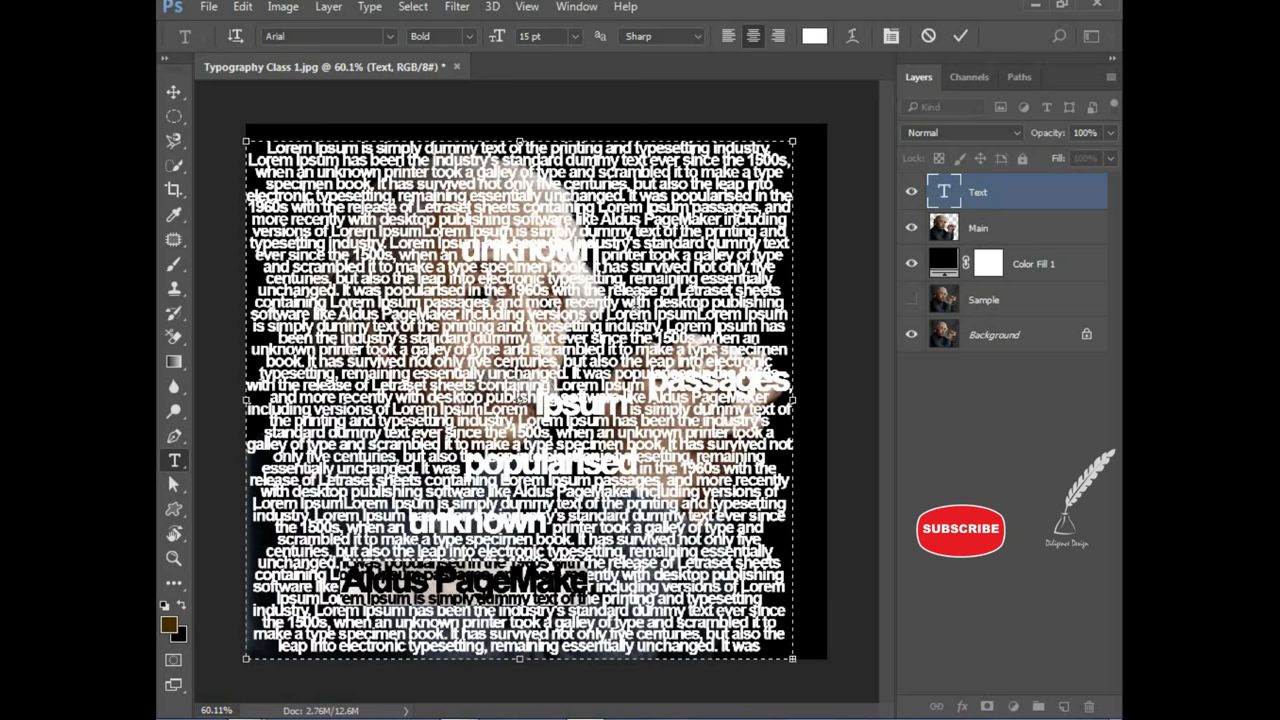 Ps File Edit Image Layer Type Select Filter 3D View Window Help
T Arial Bold 15 pt Sharp
Typography Class 1.jpg @ 60.1% (Text, RGB/8#) * ×
Layers Channels Paths
Kind
Normal Opacity: 100%
Lock: Fill: 100%
T Text
Main
Color Fill 1
Sample
Background
Lorem Ipsum is simply dummy text of the printing and typesetting industry.
Lorem Ipsum has been the industry's standard dummy text ever since the 1500s,
when an unknown printer took a galley of type and scrambled it to make a type
specimen book. It has survived not only five centuries, but also the leap into
electronic typesetting, remaining essentially unchanged. It was popularised in the
1960s with the release of Letraset sheets containing Lorem Ipsum passages, and
more recently with desktop publishing software like Aldus PageMaker including
versions of Lorem IpsumLorem Ipsum is simply dummy text of the printing and
typesetting industry. Lorem Ipsum has been the industry's standard dummy text
ever since the 1500s, when an unknown printer took a galley of type
and scrambled it to make a type specimen book. It has survived not only five
centuries, but also the leap into electronic typesetting, remaining essentially
unchanged. It was popularised in the 1960s with the release of Letraset sheets
containing Lorem Ipsum passages, and more recently with desktop publishing
software like Aldus PageMaker including versions of Lorem IpsumLorem Ipsum
is simply dummy text of the printing and typesetting industry. Lorem Ipsum has
been the industry's standard dummy text ever since the 1500s, when an
unknown printer took a galley of type and scrambled it to make a type specimen
book. It has survived not only five centuries, but also the leap into electronic
typesetting, remaining essentially unchanged. It was popularised in the 1960s
with the release of Letraset sheets containing Lorem Ipsum passages,
and more recently with desktop publishing software like Aldus PageMaker
including versions of Lorem IpsumLorem Ipsum is simply dummy text of
the printing and typesetting industry. Lorem Ipsum has been the industry's
standard dummy text ever since the 1500s, when an unknown printer took a
galley of type and scrambled it to make a type specimen book. It has survived not
only five centuries, but also the leap into electronic typesetting, remaining
essentially unchanged. It was popularised in the 1960s with the
release of Letraset sheets containing Lorem Ipsum passages, and more recently
with desktop publishing software like Aldus PageMaker including versions of
Lorem IpsumLorem Ipsum is simply dummy text of the printing and typesetting
industry. Lorem Ipsum has been the industry's standard dummy text ever since
the 1500s, when an unknown printer took a galley of type and
scrambled it to make a type specimen book. It has survived not only five
centuries, but also the leap into electronic typesetting, remaining essentially
unchanged. It was popularised in the 1960s with the release of Letraset sheets
containing Lorem desktop publishing
software like Aldus PageMake including versions of Lorem
IpsumLorem Ipsum is simply dummy text of the printing and typesetting
industry. Lorem Ipsum has been the industry's standard dummy text ever since
the 1500s, when an unknown printer took a galley of type and scrambled it to
make a type specimen book. It has survived not only five centuries, but also the
leap into electronic typesetting, remaining essentially unchanged. It was
SUBSCRIBE
Diligence Design
60.11% Doc: 2.76M/12.6M